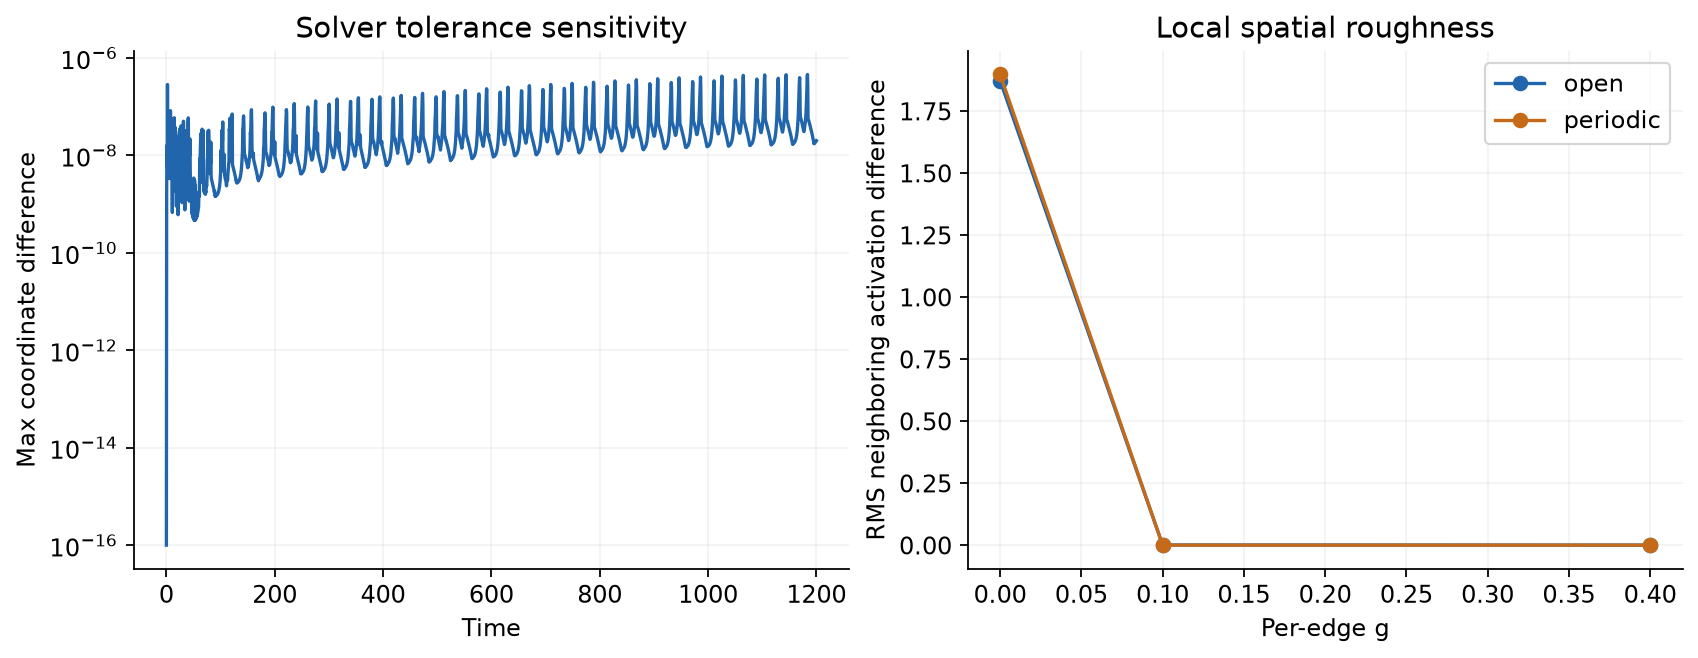 Solver tolerance sensitivity
Max coordinate difference
10⁻⁶
10⁻⁸
10⁻¹⁰
10⁻¹²
10⁻¹⁴
10⁻¹⁶
0 200 400 600 800 1000 1200
Time
Local spatial roughness
RMS neighboring activation difference
1.75
1.50
1.25
1.00
0.75
0.50
0.25
0.00
open
periodic
0.00 0.05 0.10 0.15 0.20 0.25 0.30 0.35 0.40
Per-edge g